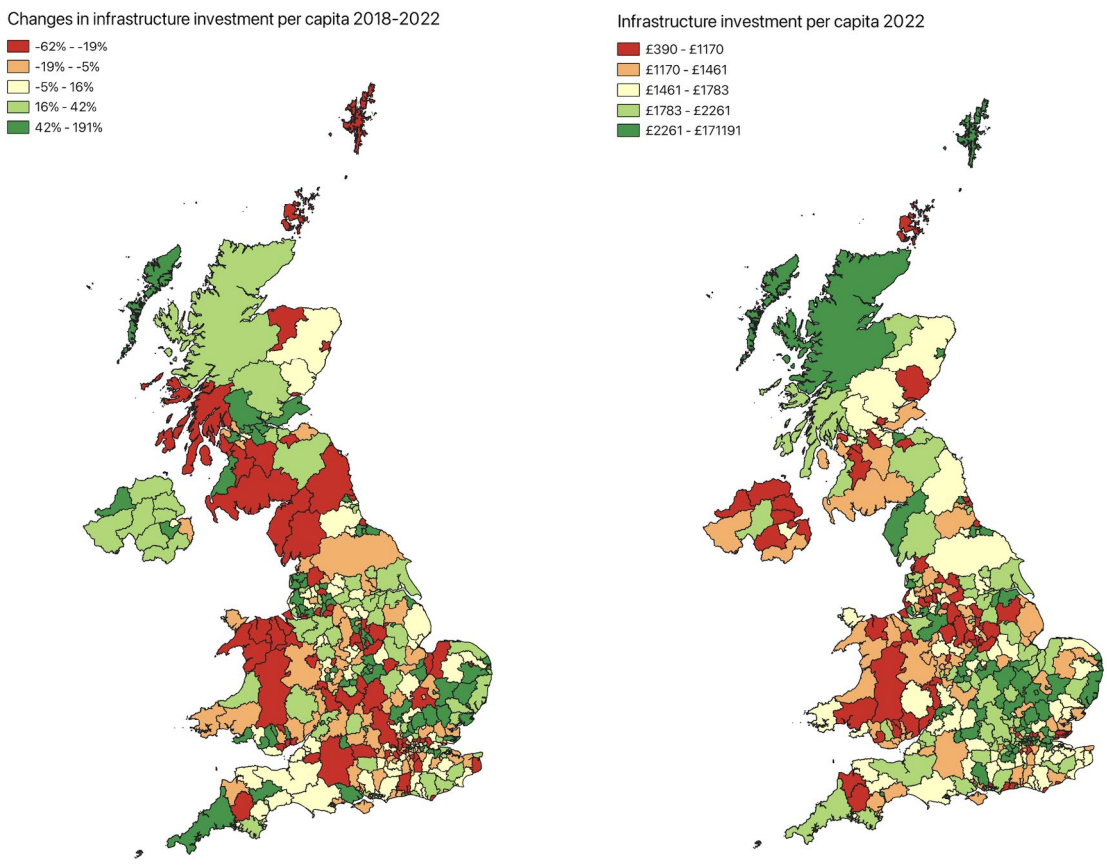 Changes in infrastructure investment per capita 2018-2022
-62% - -19%
-19% - -5%
-5% - 16%
16% - 42%
42% - 191%
Infrastructure investment per capita 2022
£390 - £1170
£1170 - £1461
£1461 - £1783
£1783 - £2261
£2261 - £171191